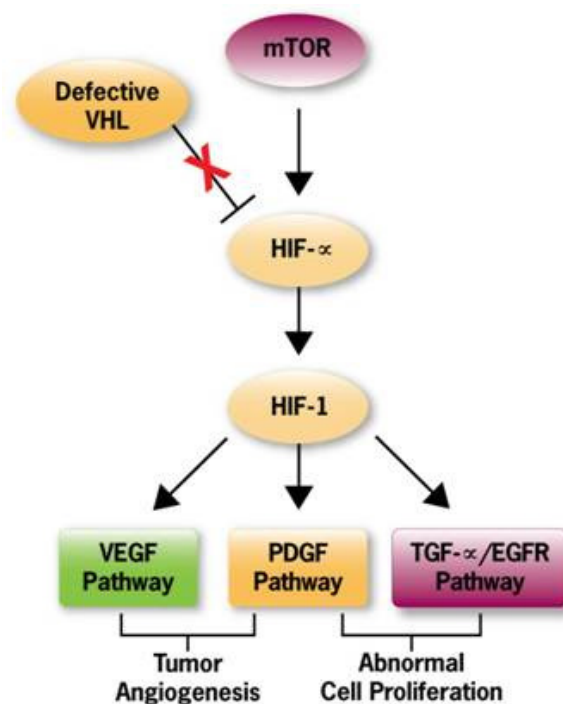 mTOR
Defective
VHL
HIF-∝
HIF-1
VEGF
Pathway
PDGF
Pathway
TGF-∝/EGFR
Pathway
Tumor
Angiogenesis
Abnormal
Cell Proliferation